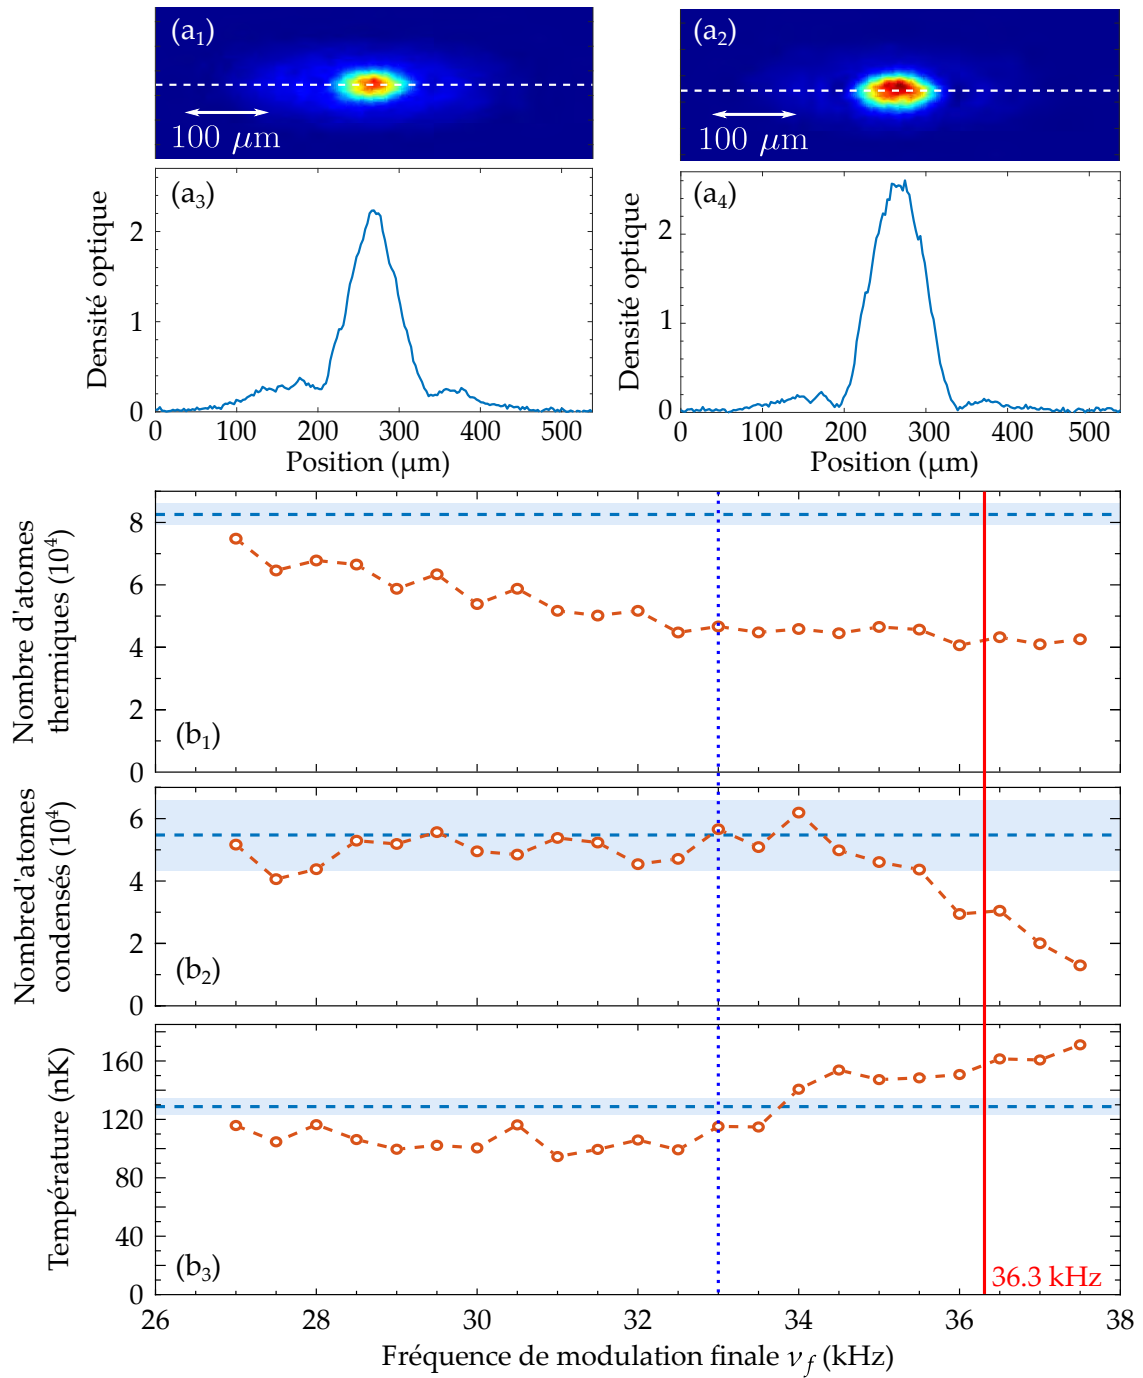 (a1)
100 μm
(a2)
100 μm
(a3)
Densité optique
2
1
0
0 100 200 300 400 500
Position (μm)
(a4)
Densité optique
2
1
0
0 100 200 300 400 500
Position (μm)
Nombre d'atomes
thermiques (10⁴)
8
6
4
2
0
(b1)
Nombred'atomes
condensés (10⁴)
6
4
2
0
(b2)
Température (nK)
160
120
80
40
0
(b3)
36.3 kHz
26 28 30 32 34 36 38
Fréquence de modulation finale ν_f (kHz)